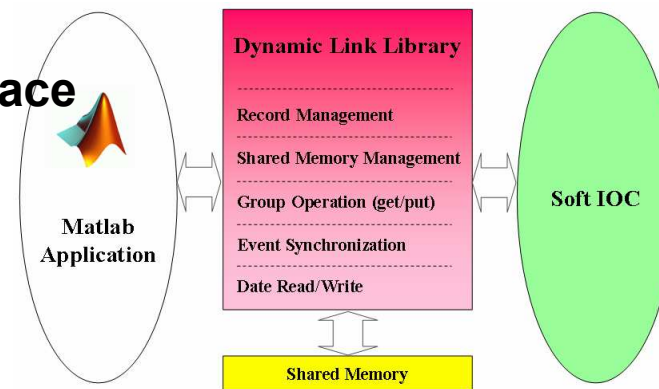 ace
Matlab
Application
Dynamic Link Library
Record Management
Shared Memory Management
Group Operation (get/put)
Event Synchronization
Date Read/Write
Soft IOC
Shared Memory